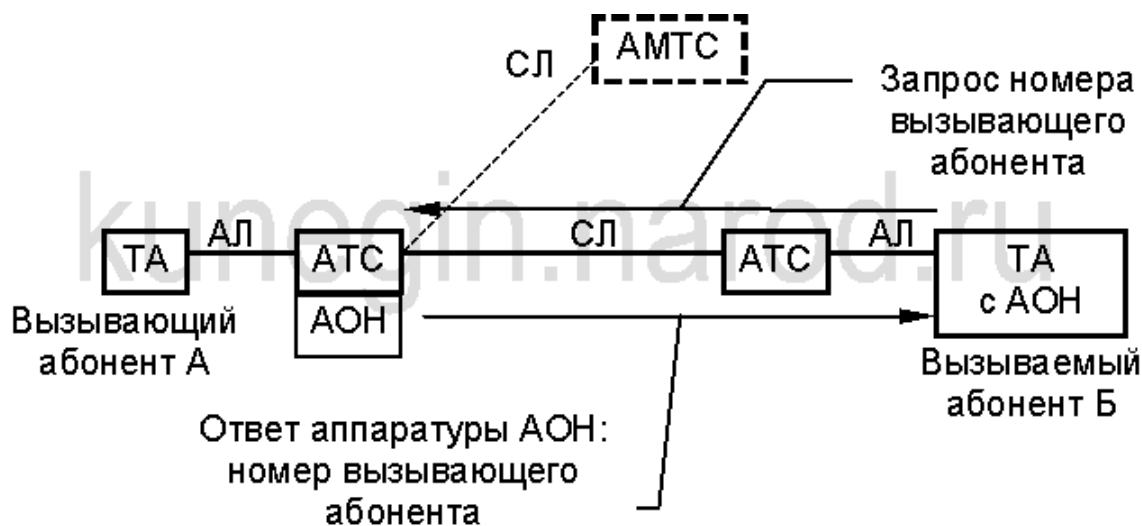 АМТС
СЛ
Запрос номера
вызывающего
абонента
kunegin.narod.ru
АЛ
СЛ
АЛ
ТА
АТС
АТС
ТА
с АОН
АОН
Вызывающий
абонент А
Вызываемый
абонент Б
Ответ аппаратуры АОН:
номер вызывающего
абонента